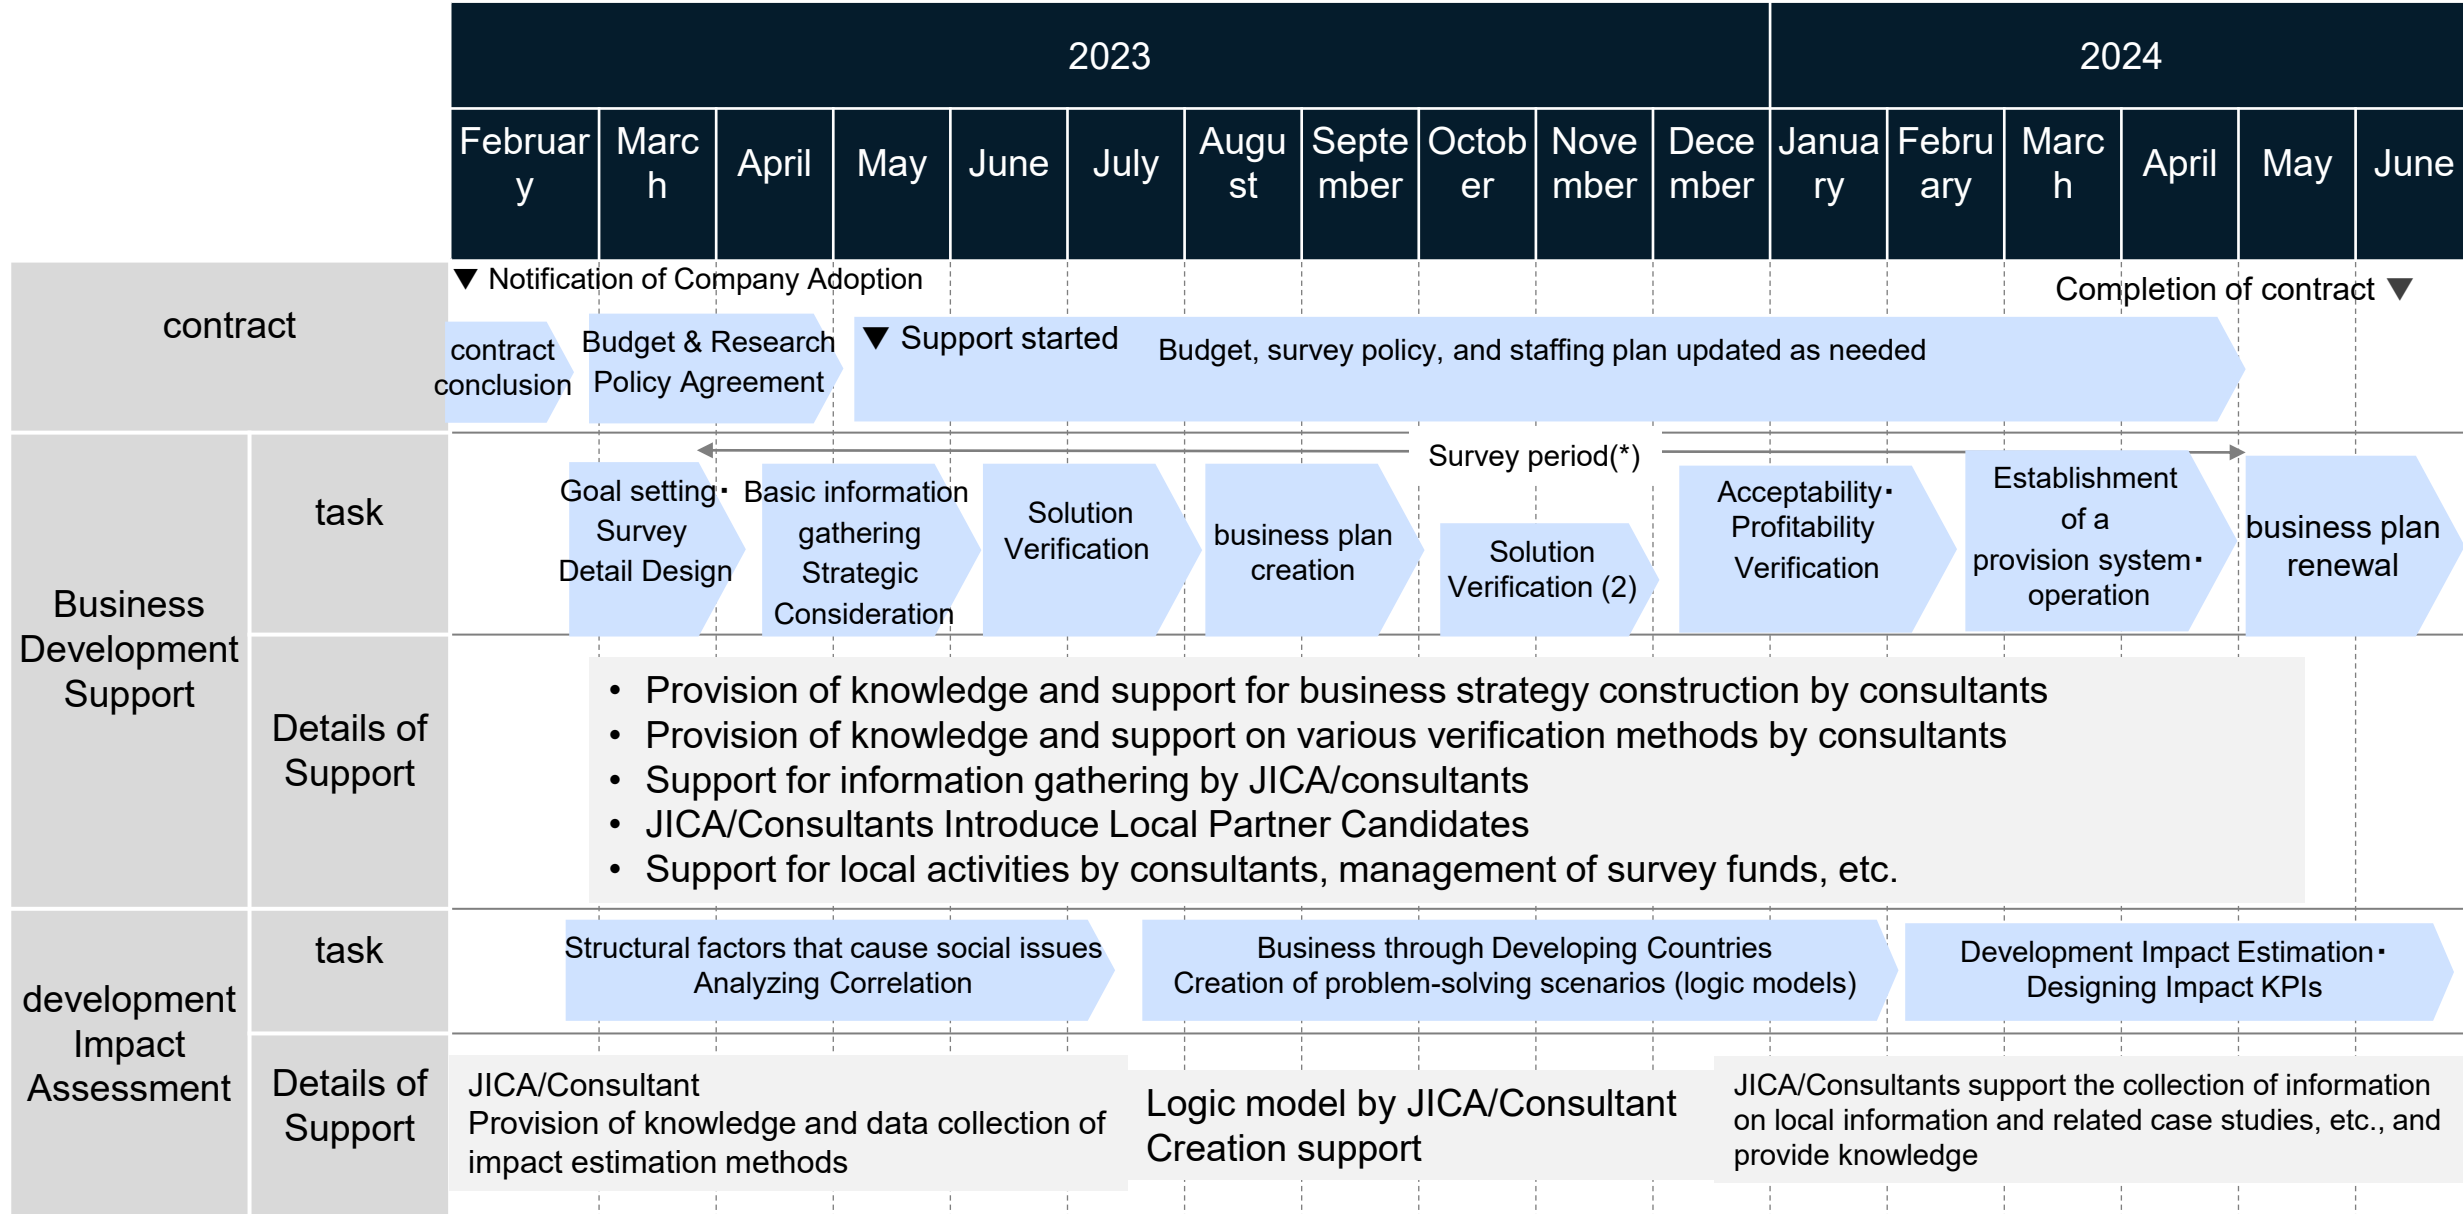 2023
2024
Februar
y
Marc
h
April
May
June
July
Augu
st
Septe
mber
Octob
er
Nove
mber
Dece
mber
Janua
ry
Febru
ary
Marc
h
April
May
June
contract
▼ Notification of Company Adoption
Completion of contract ▼
contract
conclusion
Budget & Research
Policy Agreement
▼ Support started
Budget, survey policy, and staffing plan updated as needed
Business
Development
Support
task
Survey period(*)
Goal setting・
Survey
Detail Design
Basic information
gathering
Strategic
Consideration
Solution
Verification
business plan
creation
Solution
Verification (2)
Acceptability・
Profitability
Verification
Establishment
of a
provision system・
operation
business plan
renewal
Details of
Support
• Provision of knowledge and support for business strategy construction by consultants
• Provision of knowledge and support on various verification methods by consultants
• Support for information gathering by JICA/consultants
• JICA/Consultants Introduce Local Partner Candidates
• Support for local activities by consultants, management of survey funds, etc.
development
Impact
Assessment
task
Structural factors that cause social issues
Analyzing Correlation
Business through Developing Countries
Creation of problem-solving scenarios (logic models)
Development Impact Estimation・
Designing Impact KPIs
Details of
Support
JICA/Consultant
Provision of knowledge and data collection of
impact estimation methods
Logic model by JICA/Consultant
Creation support
JICA/Consultants support the collection of information
on local information and related case studies, etc., and
provide knowledge